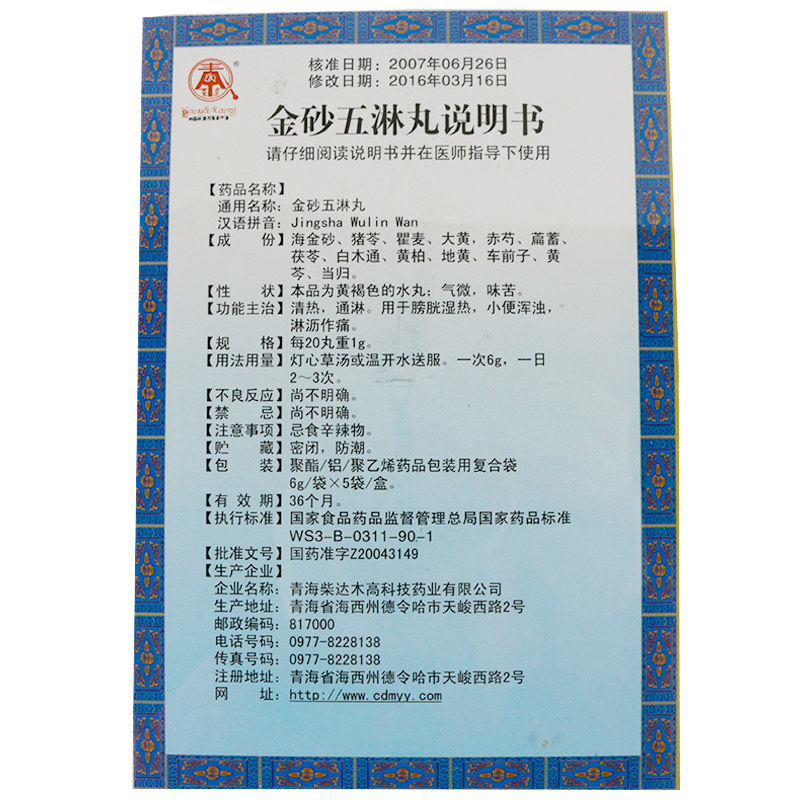 核准日期：2007年06月26日
修改日期：2016年03月16日
金砂五淋丸说明书
请仔细阅读说明书并在医师指导下使用
【药品名称】
通用名称：金砂五淋丸
汉语拼音：Jingsha Wulin Wan
【成　份】海金砂、猪苓、瞿麦、大黄，赤芍、萹蓄、
茯苓、白木通、黄柏、地黄、车前子、黄
芩、当归。
【性　状】本品为黄褐色的水丸；气微，味苦。
【功能主治】清热，通淋。用于膀胱湿热，小便浑浊，
淋沥作痛。
【规　格】每20丸重1g。
【用法用量】灯心草汤或温开水送服。一次6g，一日
2～3次。
【不良反应】尚不明确。
【禁　忌】尚不明确。
【注意事项】忌食辛辣物。
【贮　藏】密闭，防潮。
【包　装】聚酯/铝/聚乙烯药品包装用复合袋
6g/袋×5袋/盒。
【有 效 期】36个月。
【执行标准】国家食品药品监督管理总局国家药品标准
WS3-B-0311-90-1
【批准文号】国药准字Z20043149
【生产企业】
企业名称：青海柴达木高科技药业有限公司
生产地址：青海省海西州德令哈市天峻西路2号
邮政编码：817000
电话号码：0977-8228138
传真号码：0977-8228138
注册地址：青海省海西州德令哈市天峻西路2号
网　址：http://www.cdmyy.com